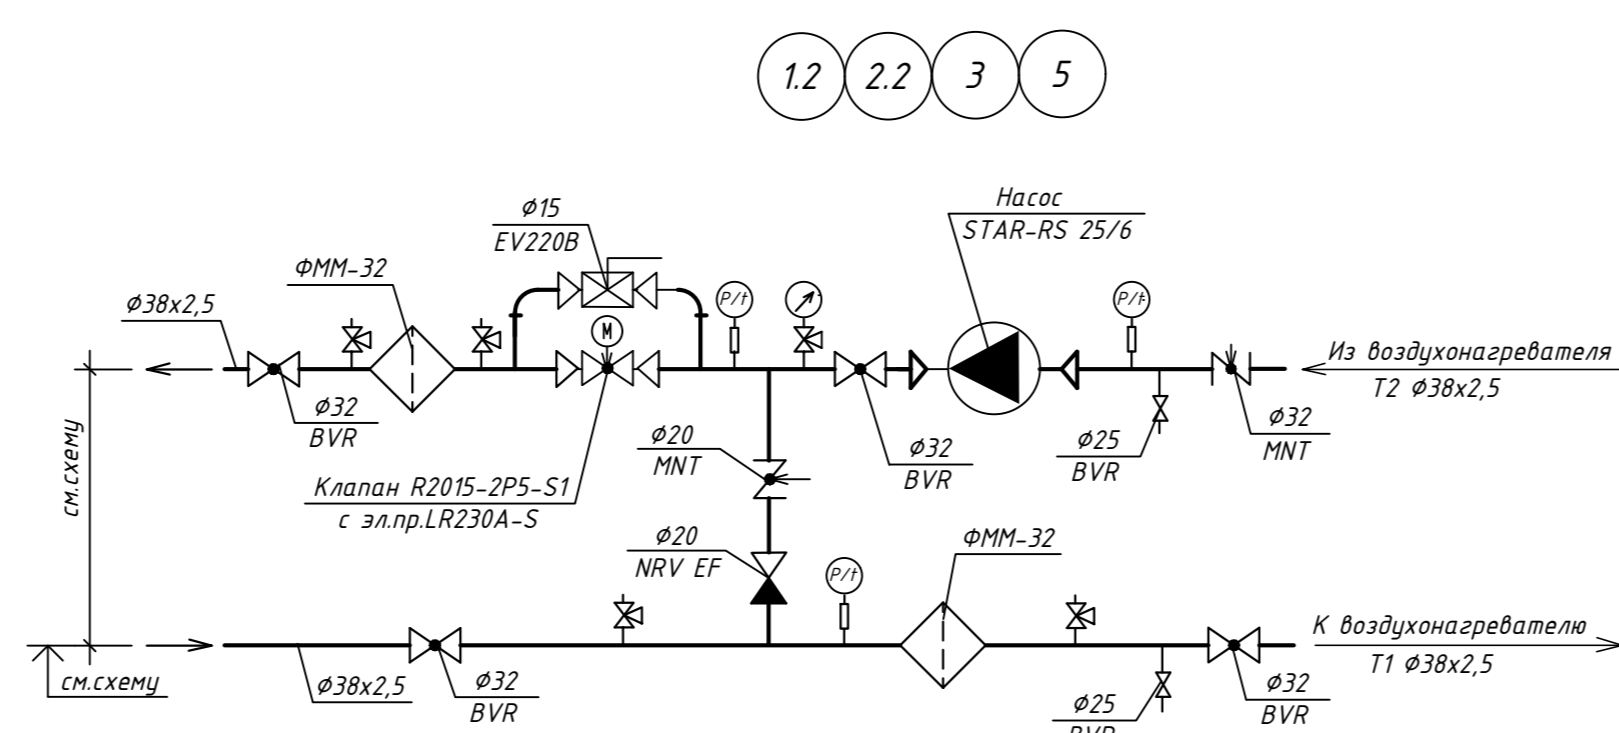 1.2 2.2 3 5
Насос
STAR-RS 25/6
Ø15
EV220B
ФММ-32
Ø38x2,5
P/t
P/t
M
Из воздухонагревателя
T2 Ø38x2,5
Ø32
BVR
Ø20
MNT
Ø32
BVR
Ø25
BVR
Ø32
MNT
см.схему
Клапан R2015-2P5-S1
с эл.пр.LR230A-S
Ø20
NRV EF
P/t
ФММ-32
К воздухонагревателю
T1 Ø38x2,5
см.схему
Ø38x2,5
Ø32
BVR
Ø25
BVR
Ø32
BVR